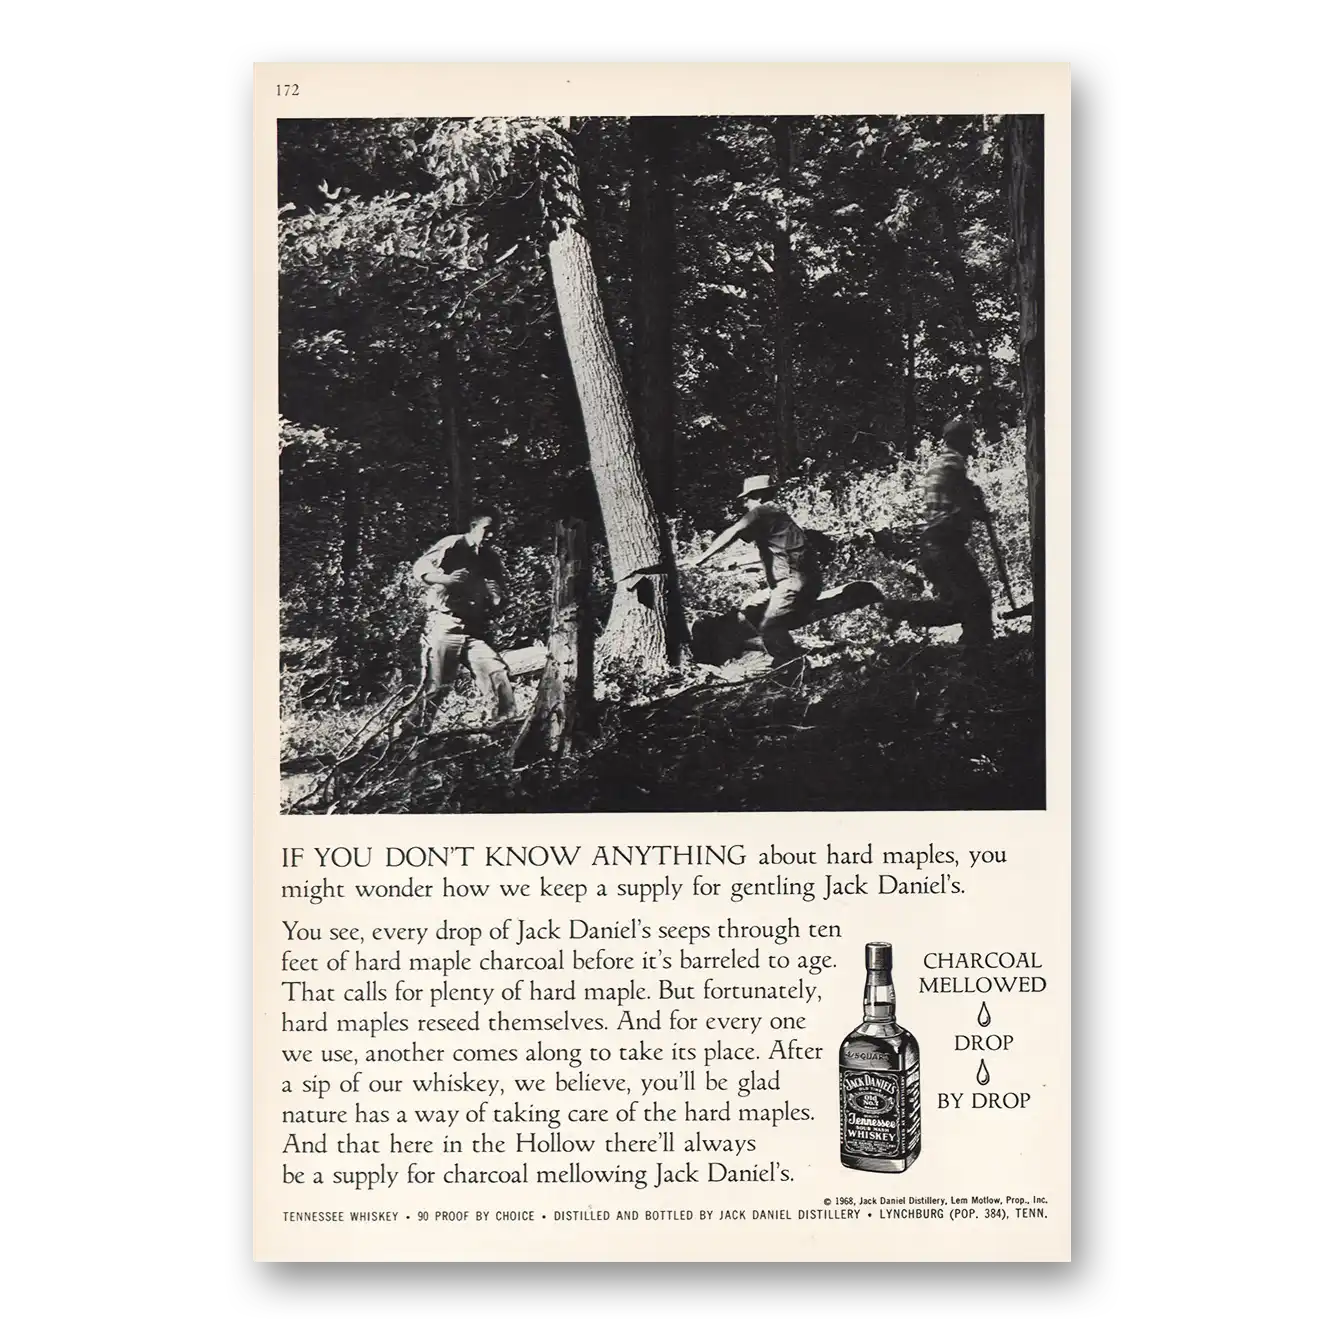 172
IF YOU DON'T KNOW ANYTHING about hard maples, you
might wonder how we keep a supply for gentling Jack Daniel's.
You see, every drop of Jack Daniel's seeps through ten
feet of hard maple charcoal before it's barreled to age.
That calls for plenty of hard maple. But fortunately,
hard maples reseed themselves. And for every one
we use, another comes along to take its place. After
a sip of our whiskey, we believe, you'll be glad
nature has a way of taking care of the hard maples.
And that here in the Hollow there'll always
be a supply for charcoal mellowing Jack Daniel's.
4/5 QUART
JACK DANIEL'S
OLD TIME
Old
No.7
Tennessee
SOUR MASH
WHISKEY
CHARCOAL
MELLOWED
DROP
BY DROP
© 1968, Jack Daniel Distillery, Lem Motlow, Prop., Inc.
TENNESSEE WHISKEY • 90 PROOF BY CHOICE • DISTILLED AND BOTTLED BY JACK DANIEL DISTILLERY • LYNCHBURG (POP. 384), TENN.